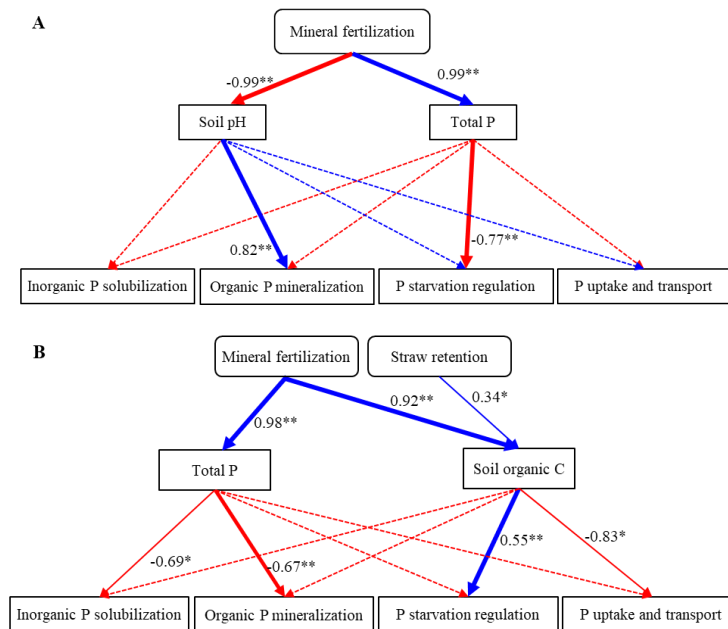 A
Mineral fertilization
-0.99**
0.99**
Soil pH
Total P
0.82**
-0.77**
Inorganic P solubilization
Organic P mineralization
P starvation regulation
P uptake and transport
B
Mineral fertilization
Straw retention
0.98**
0.92**
0.34*
Total P
Soil organic C
-0.69*
-0.67**
0.55**
-0.83*
Inorganic P solubilization
Organic P mineralization
P starvation regulation
P uptake and transport